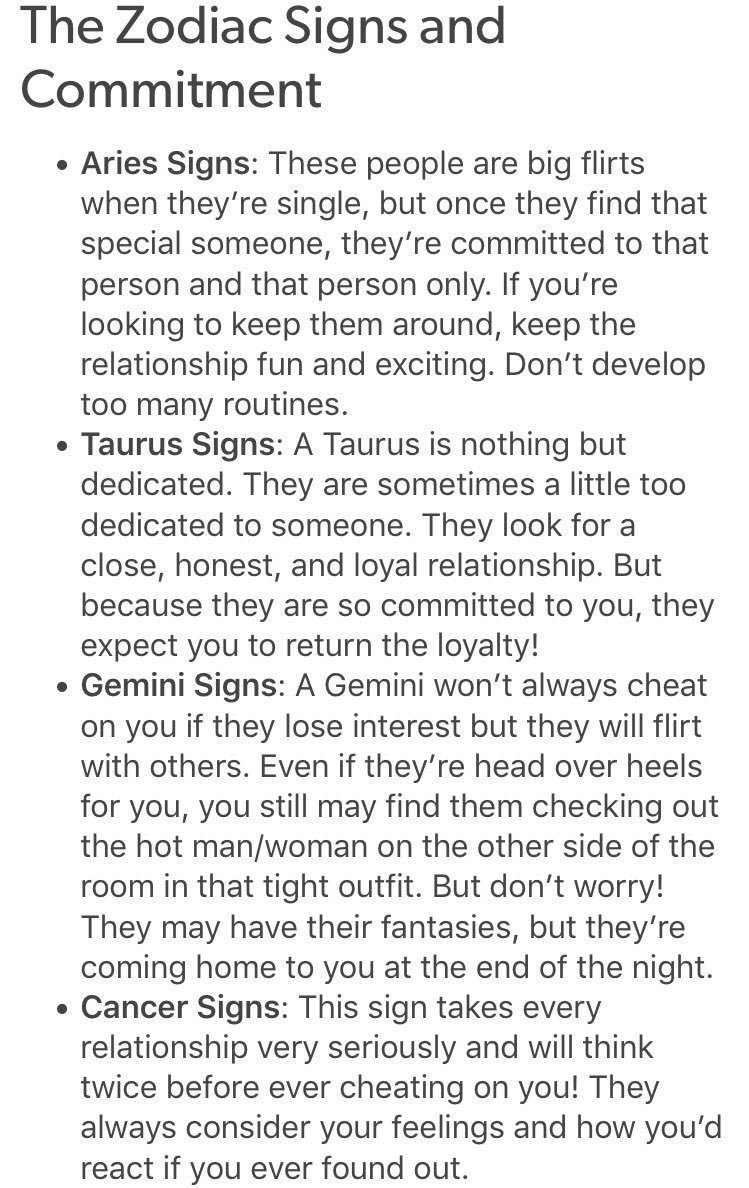 The Zodiac Signs and
Commitment
• Aries Signs: These people are big flirts
when they’re single, but once they find that
special someone, they’re committed to that
person and that person only. If you’re
looking to keep them around, keep the
relationship fun and exciting. Don’t develop
too many routines.
• Taurus Signs: A Taurus is nothing but
dedicated. They are sometimes a little too
dedicated to someone. They look for a
close, honest, and loyal relationship. But
because they are so committed to you, they
expect you to return the loyalty!
• Gemini Signs: A Gemini won’t always cheat
on you if they lose interest but they will flirt
with others. Even if they’re head over heels
for you, you still may find them checking out
the hot man/woman on the other side of the
room in that tight outfit. But don’t worry!
They may have their fantasies, but they’re
coming home to you at the end of the night.
• Cancer Signs: This sign takes every
relationship very seriously and will think
twice before ever cheating on you! They
always consider your feelings and how you’d
react if you ever found out.